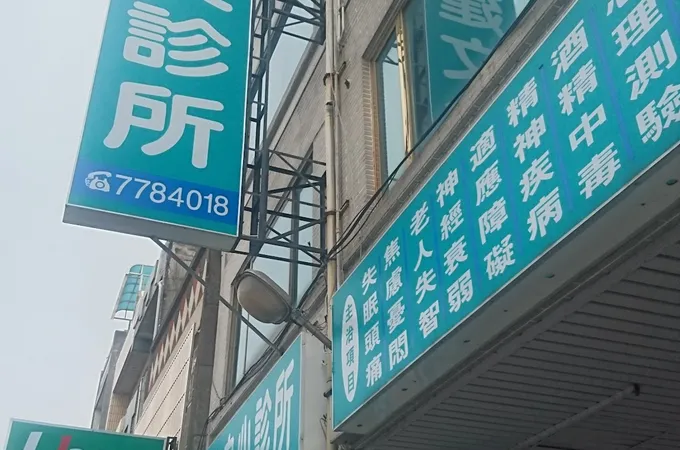 診所
☎7784018
主治項目
失眠頭痛
焦慮憂悶
老人失智
神經衰弱
適應障礙
精神疾病
酒精中毒
心理測驗
診所